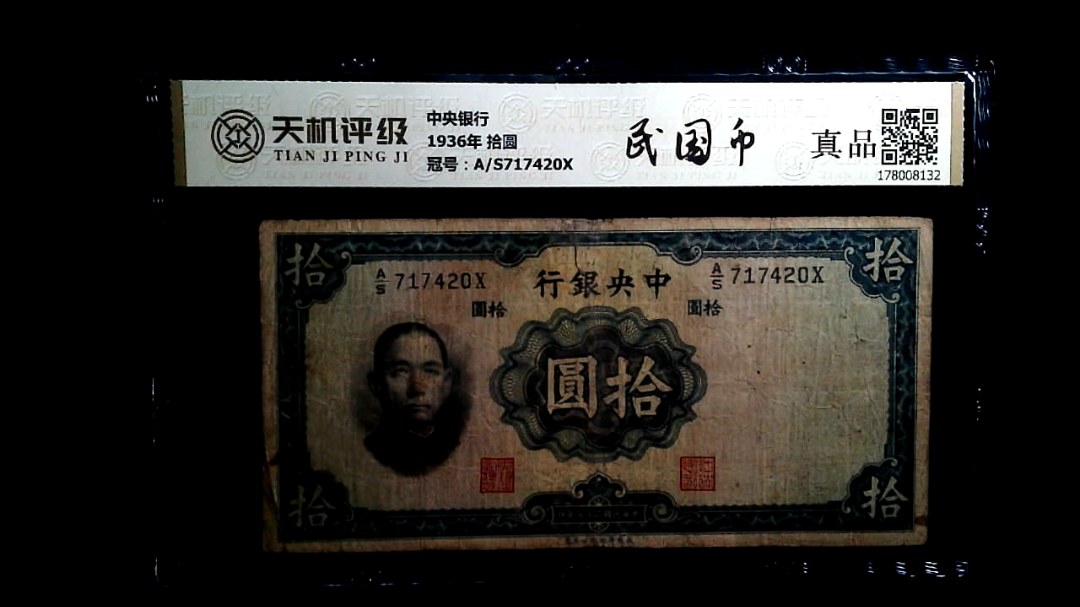 天机评级
TIAN JI PING JI
中央银行
1936年 拾圆
冠号：A/S717420X
民国币
真品
178008132
拾
拾
A/S 717420X
行銀央中
A/S 717420X
圓拾
圓拾
圓拾
拾
拾